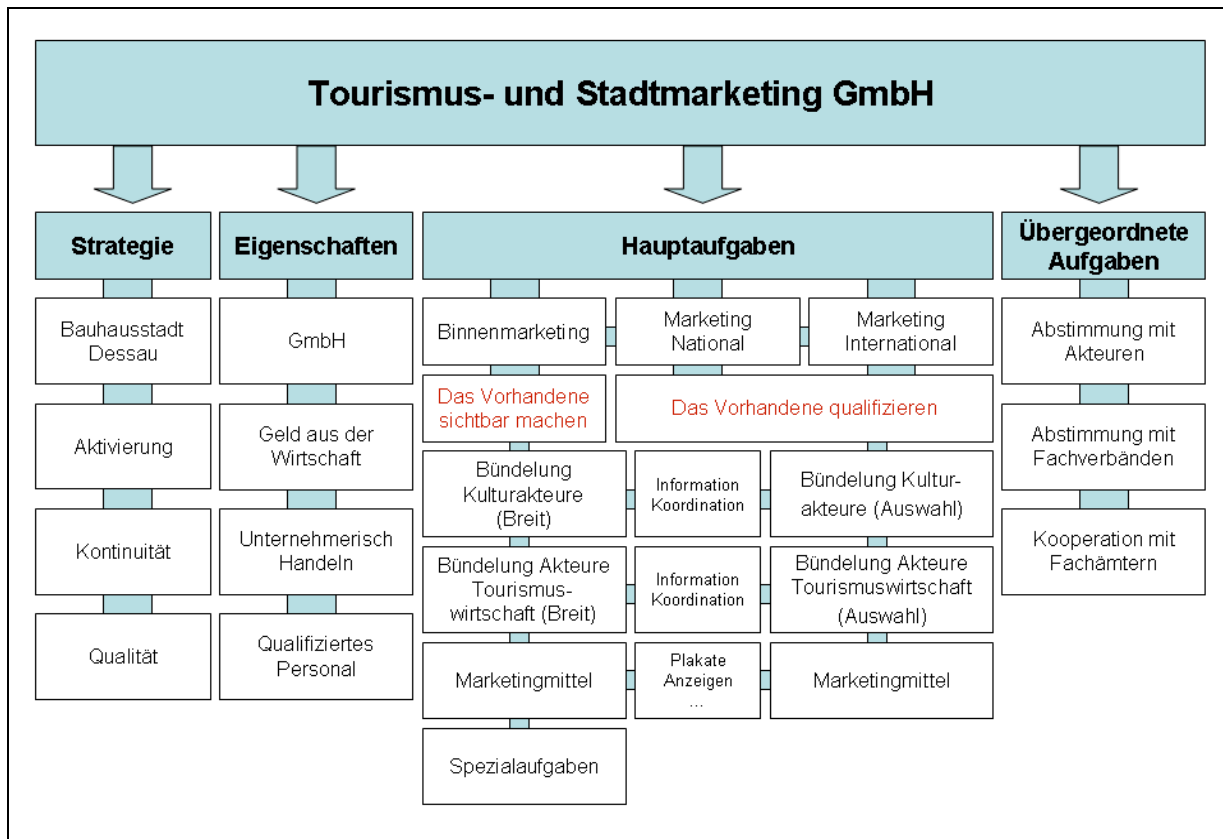 Tourismus- und Stadtmarketing GmbH
Strategie
Bauhausstadt
Dessau
Aktivierung
Kontinuität
Qualität
Eigenschaften
GmbH
Geld aus der
Wirtschaft
Unternehmerisch
Handeln
Qualifiziertes
Personal
Hauptaufgaben
Binnenmarketing
Marketing
National
Marketing
International
Das Vorhandene
sichtbar machen
Das Vorhandene qualifizieren
Bündelung
Kulturakteure
(Breit)
Information
Koordination
Bündelung Kultur-
akteure (Auswahl)
Bündelung Akteure
Tourismus-
wirtschaft (Breit)
Information
Koordination
Bündelung Akteure
Tourismuswirtschaft
(Auswahl)
Marketingmittel
Plakate
Anzeigen
...
Marketingmittel
Spezialaufgaben
Übergeordnete
Aufgaben
Abstimmung mit
Akteuren
Abstimmung mit
Fachverbänden
Kooperation mit
Fachämtern